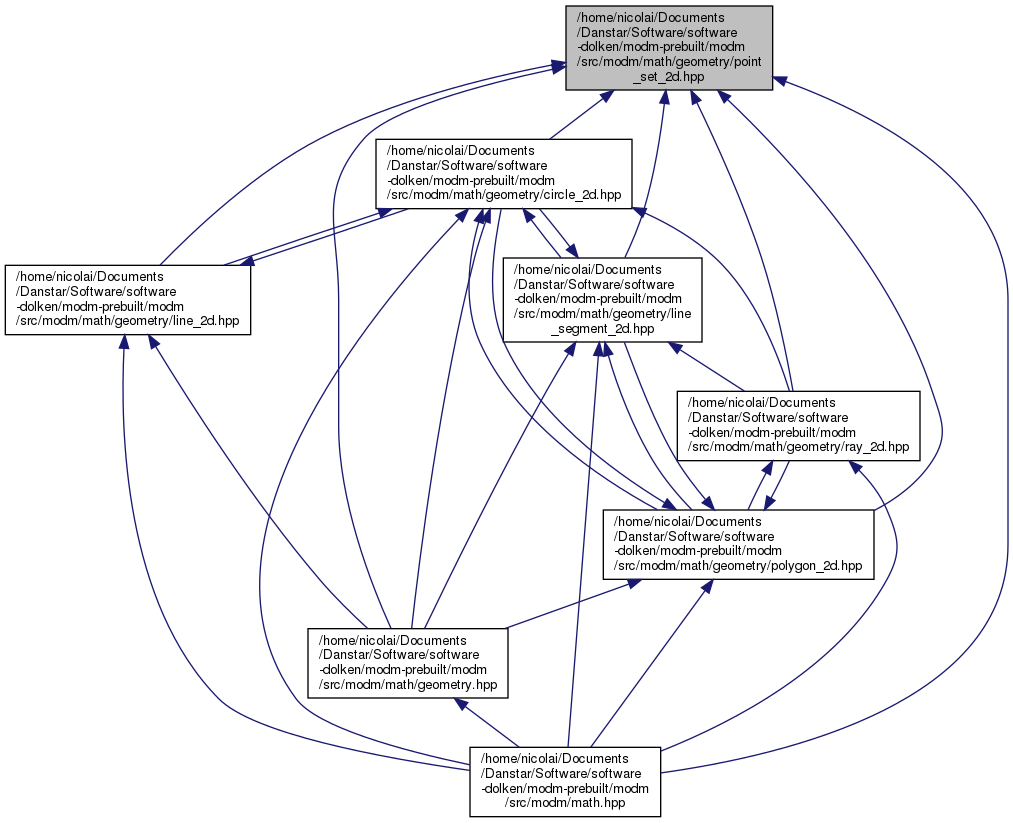 /home/nicolai/Documents
/Danstar/Software/software
-dolken/modm-prebuilt/modm
/src/modm/math/geometry/point
_set_2d.hpp
/home/nicolai/Documents
/Danstar/Software/software
-dolken/modm-prebuilt/modm
/src/modm/math/geometry/circle_2d.hpp
/home/nicolai/Documents
/Danstar/Software/software
-dolken/modm-prebuilt/modm
/src/modm/math/geometry/line_2d.hpp
/home/nicolai/Documents
/Danstar/Software/software
-dolken/modm-prebuilt/modm
/src/modm/math/geometry/line
_segment_2d.hpp
/home/nicolai/Documents
/Danstar/Software/software
-dolken/modm-prebuilt/modm
/src/modm/math/geometry/ray_2d.hpp
/home/nicolai/Documents
/Danstar/Software/software
-dolken/modm-prebuilt/modm
/src/modm/math/geometry/polygon_2d.hpp
/home/nicolai/Documents
/Danstar/Software/software
-dolken/modm-prebuilt/modm
/src/modm/math/geometry.hpp
/home/nicolai/Documents
/Danstar/Software/software
-dolken/modm-prebuilt/modm
/src/modm/math.hpp